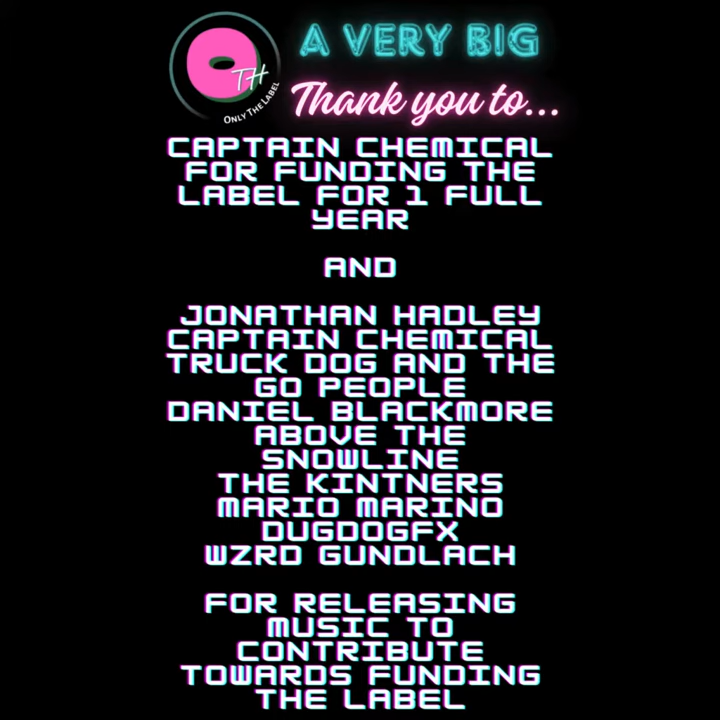 TH
ONLY THE LABEL
A VERY BIG
Thank you to...
CAPTAIN CHEMICAL
FOR FUNDING THE
LABEL FOR 1 FULL
YEAR
AND
JONATHAN HADLEY
CAPTAIN CHEMICAL
TRUCK DOG AND THE
GO PEOPLE
DANIEL BLACKMORE
ABOVE THE
SNOWLINE
THE KINTNERS
MARIO MARINO
DUGDOGFX
WZRD GUNDLACH
FOR RELEASING
MUSIC TO
CONTRIBUTE
TOWARDS FUNDING
THE LABEL